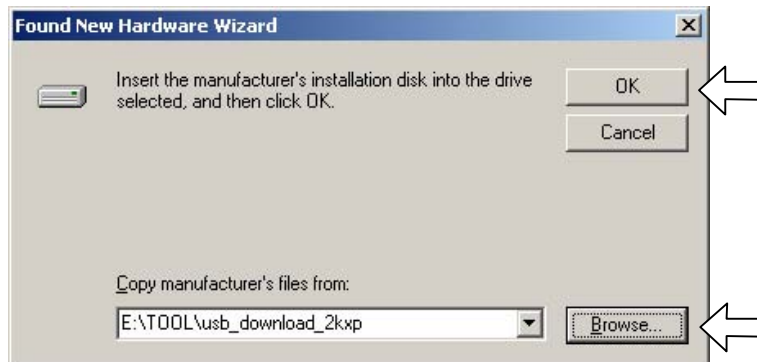 Found New Hardware Wizard
Insert the manufacturer's installation disk into the drive
selected, and then click OK.
OK
Cancel
Copy manufacturer's files from:
E:\TOOL\usb_download_2kxp
Browse...